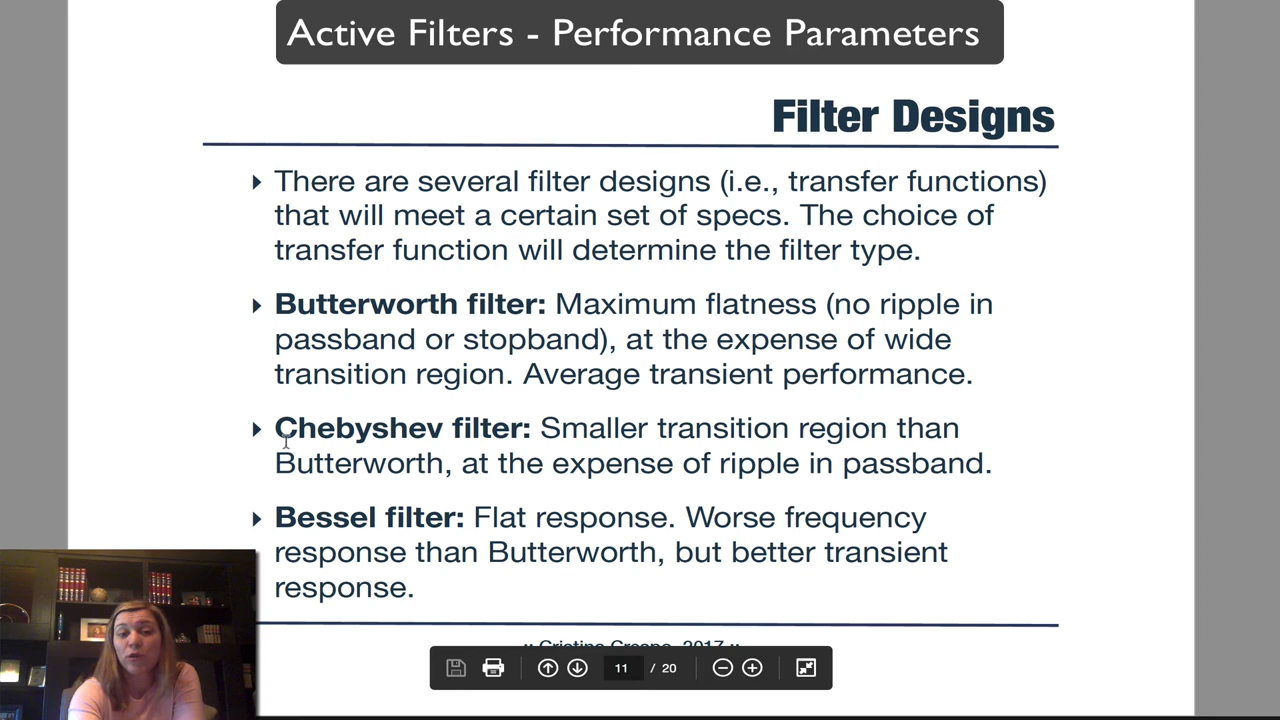 Active Filters - Performance Parameters
Filter Designs
There are several filter designs (i.e., transfer functions)
that will meet a certain set of specs. The choice of
transfer function will determine the filter type.
Butterworth filter: Maximum flatness (no ripple in
passband or stopband), at the expense of wide
transition region. Average transient performance.
Chebyshev filter: Smaller transition region than
Butterworth, at the expense of ripple in passband.
Bessel filter: Flat response. Worse frequency
response than Butterworth, but better transient
response.
11 / 20